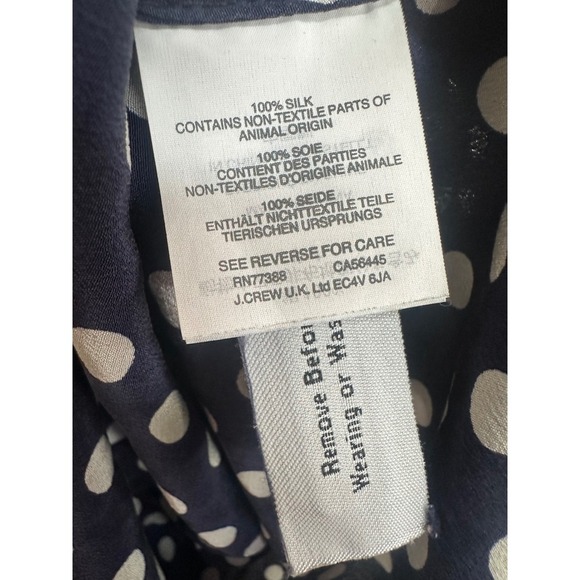 100% SILK
CONTAINS NON-TEXTILE PARTS OF
ANIMAL ORIGIN
100% SOIE
CONTIENT DES PARTIES
NON-TEXTILES D'ORIGINE ANIMALE
100% SEIDE
ENTHÄLT NICHTTEXTILE TEILE
TIERISCHEN URSPRUNGS
SEE REVERSE FOR CARE
RN77388 CA56445
J.CREW U.K. Ltd EC4V 6JA
Remove Befor
Wearing or Was